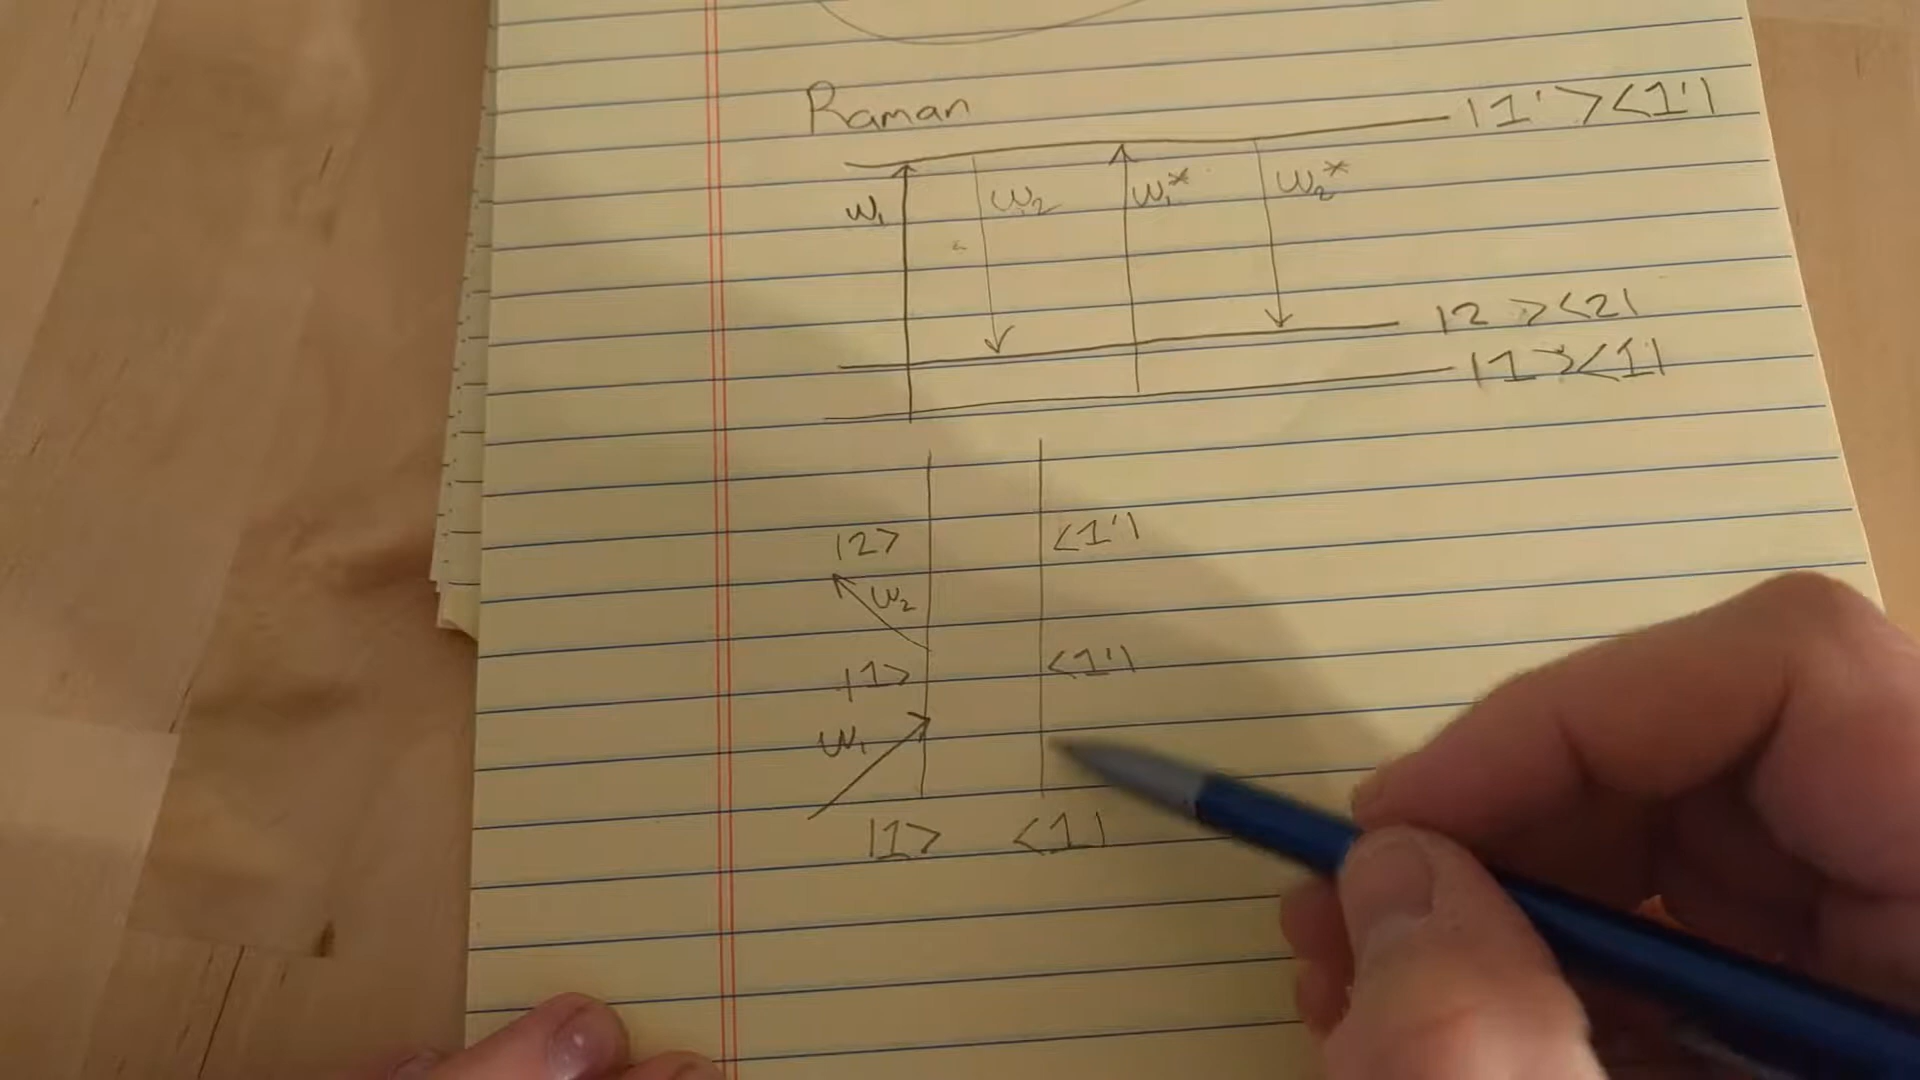 Raman
|1'><1'|
ω₁ ω₂ ω₁* ω₂*
|2><2|
|1><1|
|2> <1'|
ω₂
|1> <1'|
ω₁
|1> <1|